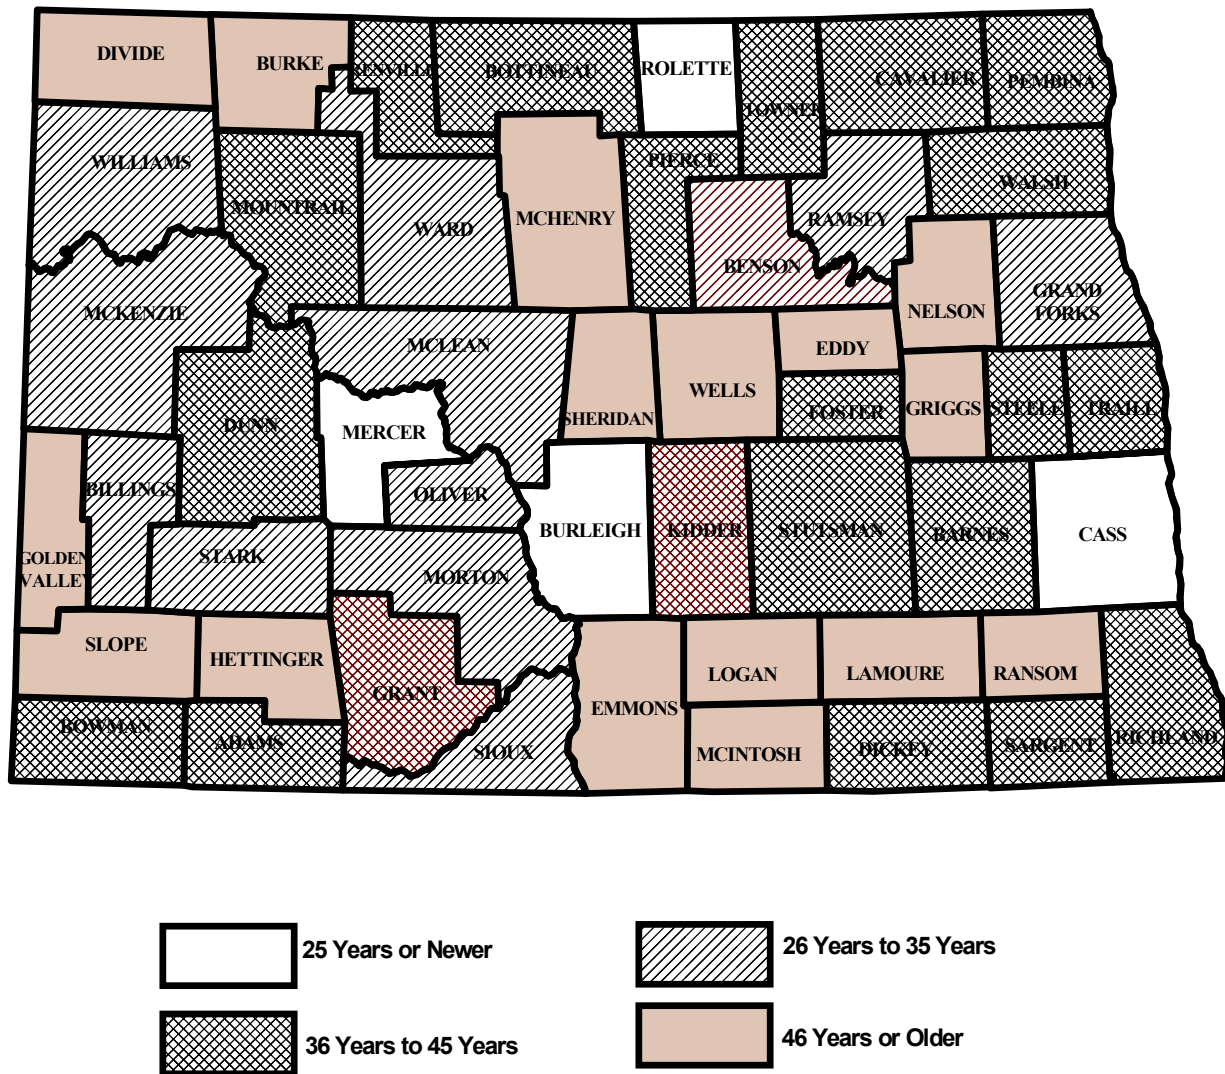 DIVIDE
BURKE
RENVILLE
BOTTINEAU
ROLETTE
TOWNER
CAVALIER
PEMBINA
WILLIAMS
MOUNTRAIL
WARD
MCHENRY
PIERCE
BENSON
RAMSEY
WALSH
MCKENZIE
DUNN
MCLEAN
SHERIDAN
WELLS
EDDY
FOSTER
NELSON
GRAND
FORKS
GRIGGS
STEELE
TRAILL
MERCER
OLIVER
BURLEIGH
KIDDER
STUTSMAN
BARNES
CASS
BILLINGS
GOLDEN
VALLEY
STARK
MORTON
SLOPE
HETTINGER
GRANT
SIOUX
EMMONS
LOGAN
LAMOURE
RANSOM
RICHLAND
BOWMAN
ADAMS
MCINTOSH
DICKEY
SARGENT
25 Years or Newer
26 Years to 35 Years
36 Years to 45 Years
46 Years or Older